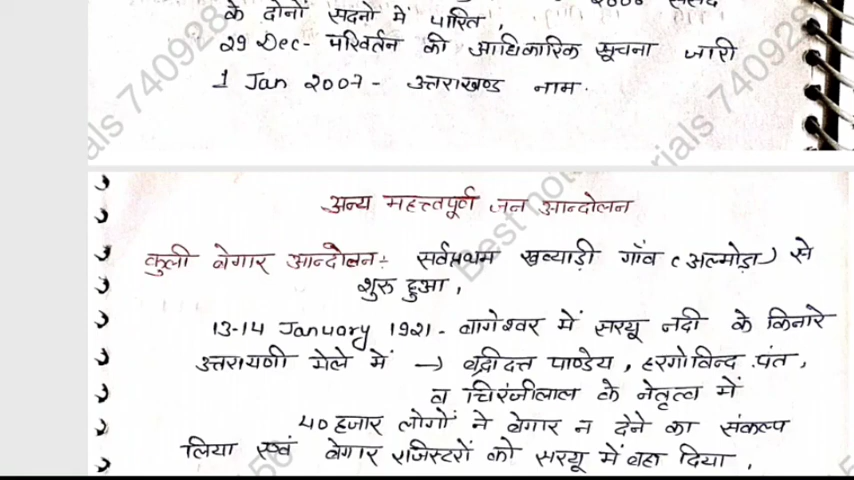 के दोनों सदनो में पारित,
29 Dec- परिवर्तन की आधिकारिक सूचना जारी
1 Jan 2007 - उत्तराखण्ड नाम.
अन्य महत्त्वपूर्ण जन आन्दोलन
कुली बेगार आन्दोलन:- सर्वप्रथम खव्याड़ी गाँव (अल्मोड़ा) से
शुरू हुआ,
13-14 January 1921 - बागेश्वर में सरयू नदी के किनारे
उत्तरायणी मेले में → बद्रीदत्त पाण्डेय, हरगोविन्द पंत,
व चिरंजीलाल के नेतृत्व में
40 हजार लोगों ने बेगार न देने का संकल्प
लिया एवं बेगार रजिस्टरों को सरयू में बहा दिया,